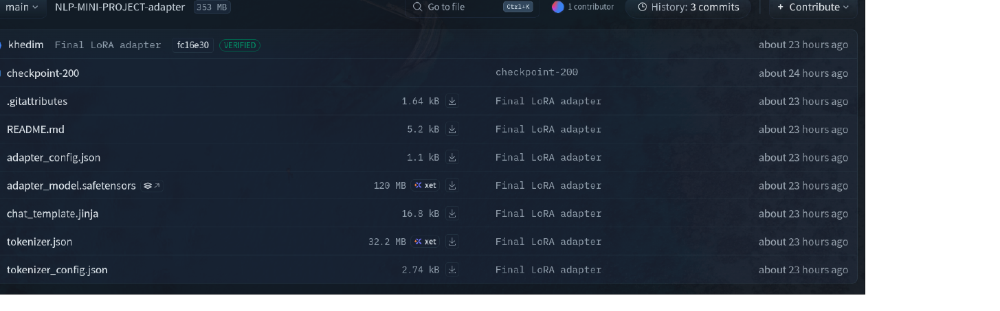 main NLP-MINI-PROJECT-adapter 353 MB Go to file Ctrl+K 1 contributor History: 3 commits + Contribute
khedim Final LoRA adapter fc16e30 VERIFIED about 23 hours ago
checkpoint-200 checkpoint-200 about 24 hours ago
.gitattributes 1.64 kB Final LoRA adapter about 23 hours ago
README.md 5.2 kB Final LoRA adapter about 23 hours ago
adapter_config.json 1.1 kB Final LoRA adapter about 23 hours ago
adapter_model.safetensors 120 MB xet Final LoRA adapter about 23 hours ago
chat_template.jinja 16.8 kB Final LoRA adapter about 23 hours ago
tokenizer.json 32.2 MB xet Final LoRA adapter about 23 hours ago
tokenizer_config.json 2.74 kB Final LoRA adapter about 23 hours ago